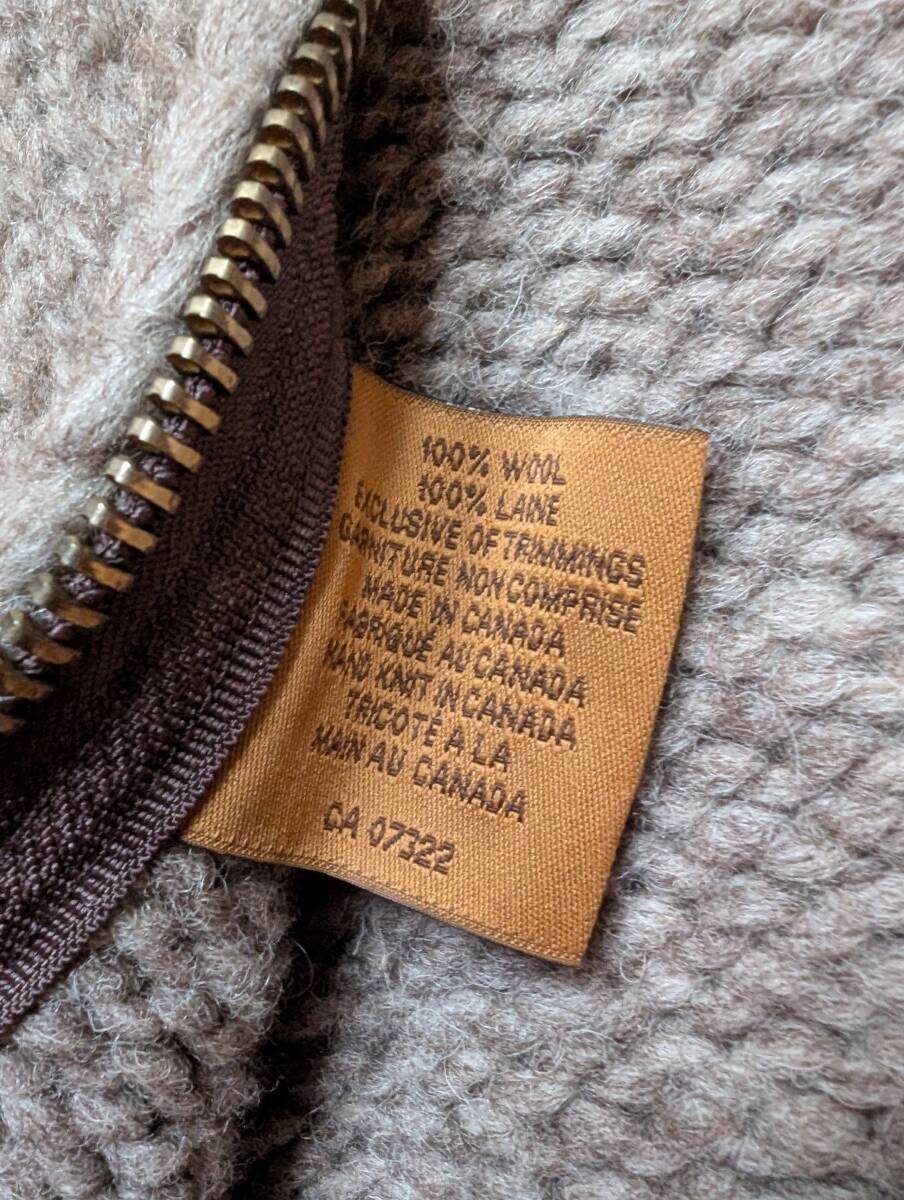 100% WOOL
100% LAINE
EXCLUSIVE OF TRIMMINGS
GARNITURE NON COMPRISE
MADE IN CANADA
FABRIQUÉ AU CANADA
HAND KNIT IN CANADA
TRICOTÉ A LA
MAIN AU CANADA
CA 07322